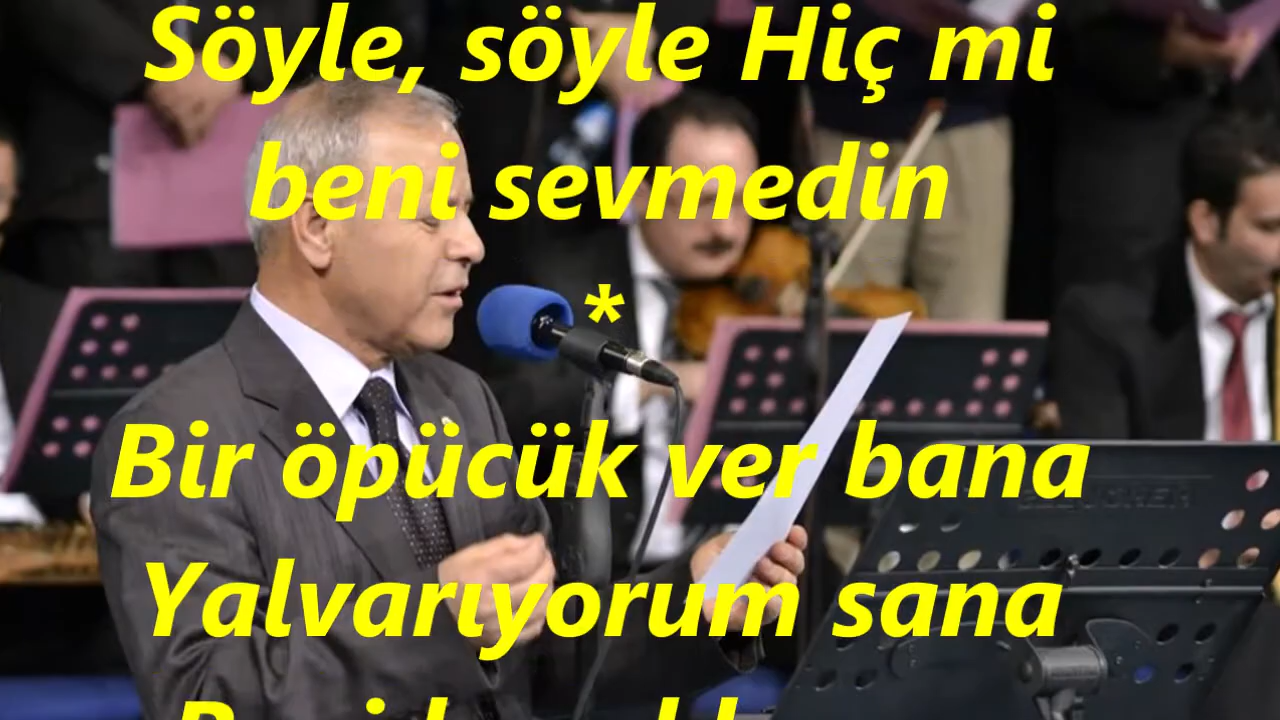 Söyle, söyle Hiç mi
beni sevmedin
*
Bir öpücük ver bana
Yalvarıyorum sana